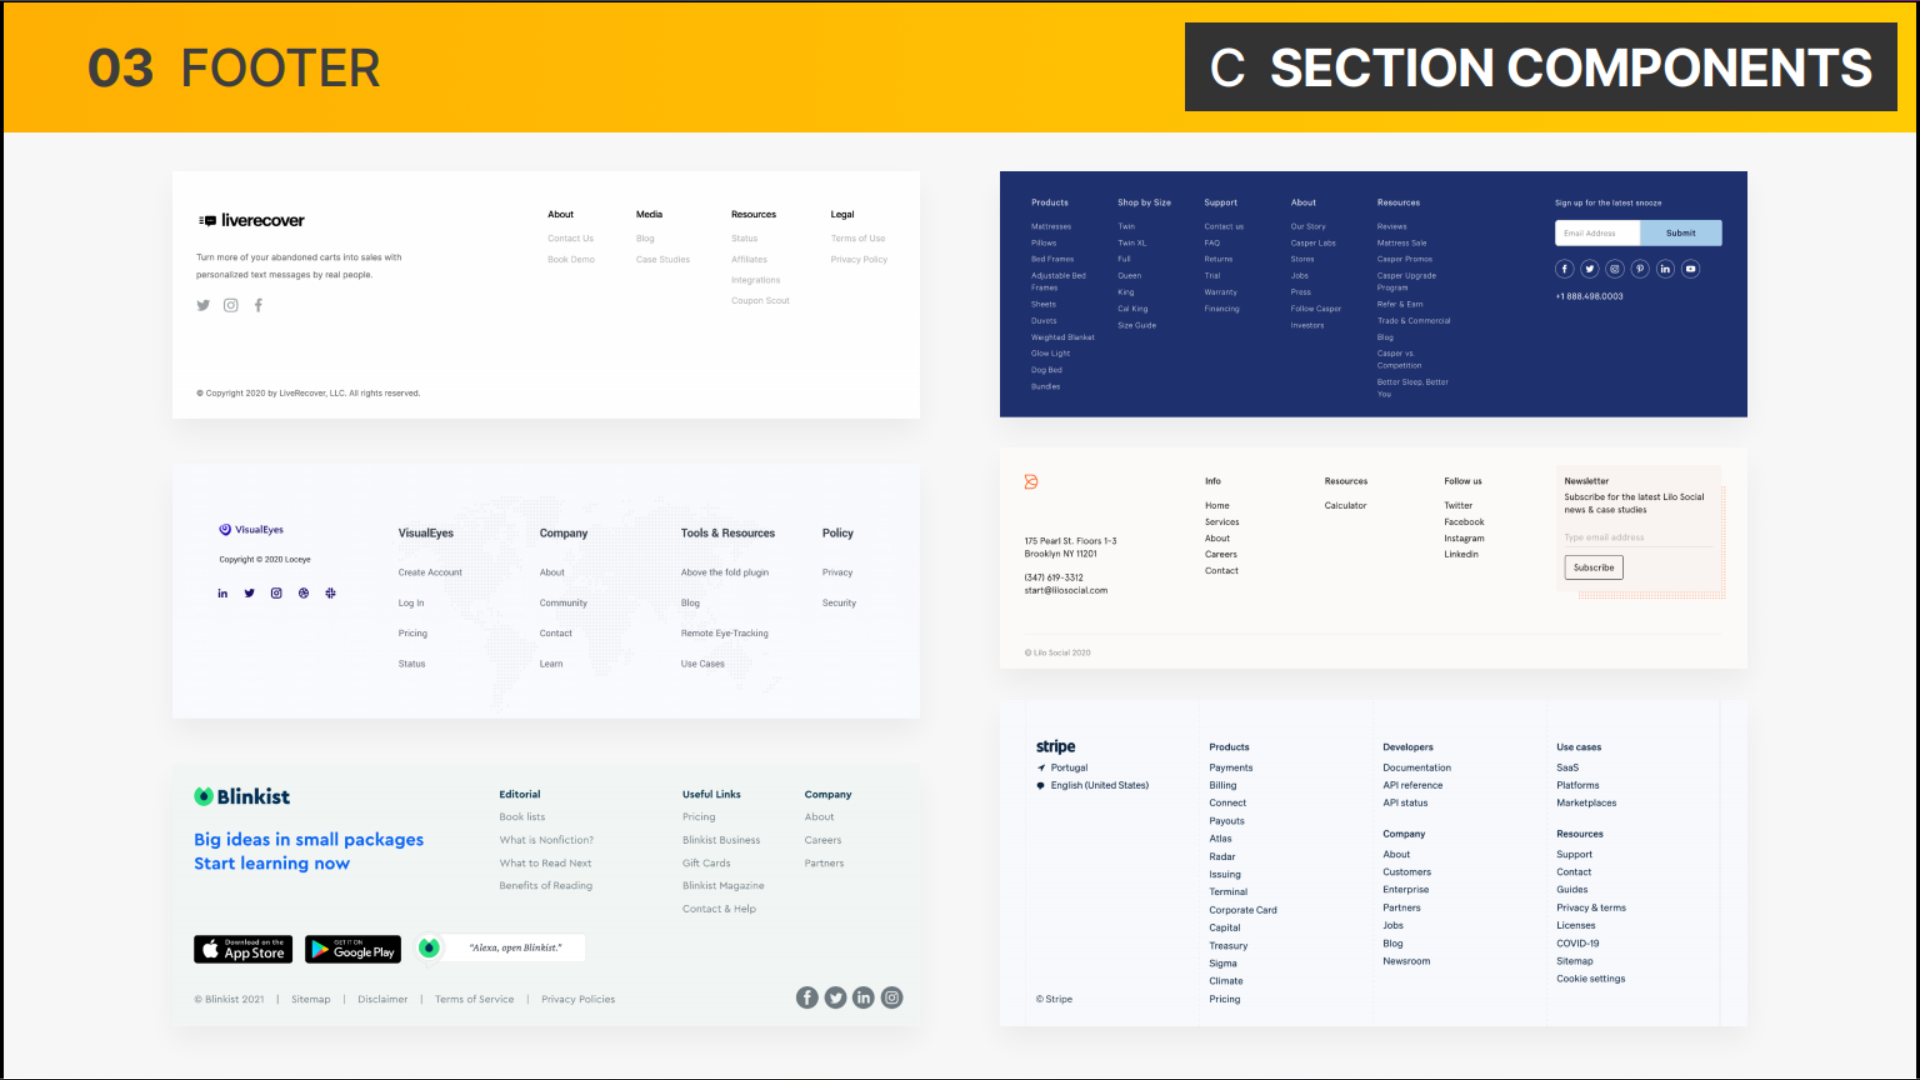 03 FOOTER
C SECTION COMPONENTS
liverecover
Turn more of your abandoned carts into sales with
personalized text messages by real people.
About
Contact Us
Book Demo
Media
Blog
Case Studies
Resources
Status
Affiliates
Integrations
Coupon Scout
Legal
Terms of Use
Privacy Policy
© Copyright 2020 by LiveRecover, LLC. All rights reserved.
Products
Mattresses
Pillows
Bed Frames
Adjustable Bed
Frames
Sheets
Duvets
Weighted Blanket
Glow Light
Dog Bed
Bundles
Shop by Size
Twin
Twin XL
Full
Queen
King
Cal King
Size Guide
Support
Contact us
FAQ
Returns
Trial
Warranty
Financing
About
Our Story
Casper Labs
Stores
Jobs
Press
Follow Casper
Investors
Resources
Reviews
Mattress Sale
Casper Promos
Casper Upgrade
Program
Refer & Earn
Trade & Commercial
Blog
Casper vs.
Competition
Better Sleep, Better
You
Sign up for the latest snooze
Email Address
Submit
+1 888.498.0003
VisualEyes
Copyright © 2020 Loceye
VisualEyes
Create Account
Log In
Pricing
Status
Company
About
Community
Contact
Learn
Tools & Resources
Above the fold plugin
Blog
Remote Eye-Tracking
Use Cases
Policy
Privacy
Security
175 Pearl St. Floors 1-3
Brooklyn NY 11201
(347) 619-3312
start@lilosocial.com
Info
Home
Services
About
Careers
Contact
Resources
Calculator
Follow us
Twitter
Facebook
Instagram
Linkedin
Newsletter
Subscribe for the latest Lilo Social
news & case studies
Type email address
Subscribe
© Lilo Social 2020
Blinkist
Big ideas in small packages
Start learning now
Editorial
Book lists
What is Nonfiction?
What to Read Next
Benefits of Reading
Useful Links
Pricing
Blinkist Business
Gift Cards
Blinkist Magazine
Contact & Help
Company
About
Careers
Partners
Download on the
App Store
GET IT ON
Google Play
"Alexa, open Blinkist."
© Blinkist 2021 | Sitemap | Disclaimer | Terms of Service | Privacy Policies
stripe
Portugal
English (United States)
© Stripe
Products
Payments
Billing
Connect
Payouts
Atlas
Radar
Issuing
Terminal
Corporate Card
Capital
Treasury
Sigma
Climate
Pricing
Developers
Documentation
API reference
API status
Company
About
Customers
Enterprise
Partners
Jobs
Blog
Newsroom
Use cases
SaaS
Platforms
Marketplaces
Resources
Support
Contact
Guides
Privacy & terms
Licenses
COVID-19
Sitemap
Cookie settings